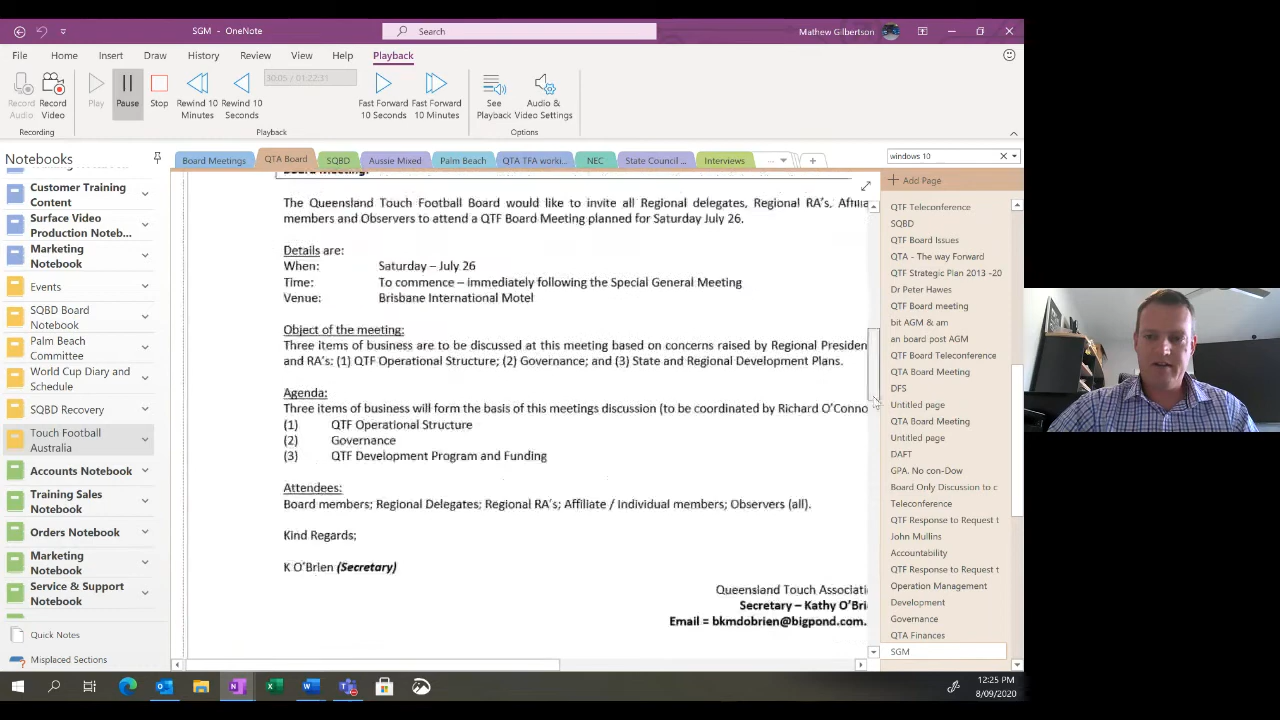 SGM - OneNote
Search
Mathew Gilbertson
File Home Insert Draw History Review View Help Playback
Record Audio
Record Video
Play
Pause
Stop
Rewind 10 Minutes
Rewind 10 Seconds
30:05 / 01:22:31
Fast Forward 10 Seconds
Fast Forward 10 Minutes
See Playback
Audio & Video Settings
Recording
Playback
Options
Notebooks
Customer Training Content
Surface Video Production Noteb...
Marketing Notebook
Events
SQBD Board Notebook
Palm Beach Committee
World Cup Diary and Schedule
SQBD Recovery
Touch Football Australia
Accounts Notebook
Training Sales Notebook
Orders Notebook
Marketing Notebook
Service & Support Notebook
Quick Notes
Misplaced Sections
Board Meetings QTA Board SQBD Aussie Mixed Palm Beach QTA TFA worki... NEC State Council ... Interviews ...
Board Meeting:
The Queensland Touch Football Board would like to invite all Regional delegates, Regional RA's, Affilia
members and Observers to attend a QTF Board Meeting planned for Saturday July 26.
Details are:
When: Saturday – July 26
Time: To commence – immediately following the Special General Meeting
Venue: Brisbane International Motel
Object of the meeting:
Three items of business are to be discussed at this meeting based on concerns raised by Regional Presiden
and RA's: (1) QTF Operational Structure; (2) Governance; and (3) State and Regional Development Plans.
Agenda:
Three items of business will form the basis of this meetings discussion (to be coordinated by Richard O'Conno
(1) QTF Operational Structure
(2) Governance
(3) QTF Development Program and Funding
Attendees:
Board members; Regional Delegates; Regional RA's; Affiliate / Individual members; Observers (all).
Kind Regards;
K O'Brien (Secretary)
Queensland Touch Associati
Secretary – Kathy O'Bri
Email = bkmdobrien@bigpond.com.
windows 10
Add Page
QTF Teleconference
SQBD
QTF Board Issues
QTA - The way Forward
QTF Strategic Plan 2013 -20
Dr Peter Hawes
QTF Board meeting
bit AGM & am
an board post AGM
QTF Board Teleconference
QTA Board Meeting
DFS
Untitled page
QTA Board Meeting
Untitled page
DAFT
GPA. No con-Dow
Board Only Discussion to c
Teleconference
QTF Response to Request t
John Mullins
Accountability
QTF Response to Request t
Operation Management
Development
Governance
QTA Finances
SGM
12:25 PM
8/09/2020